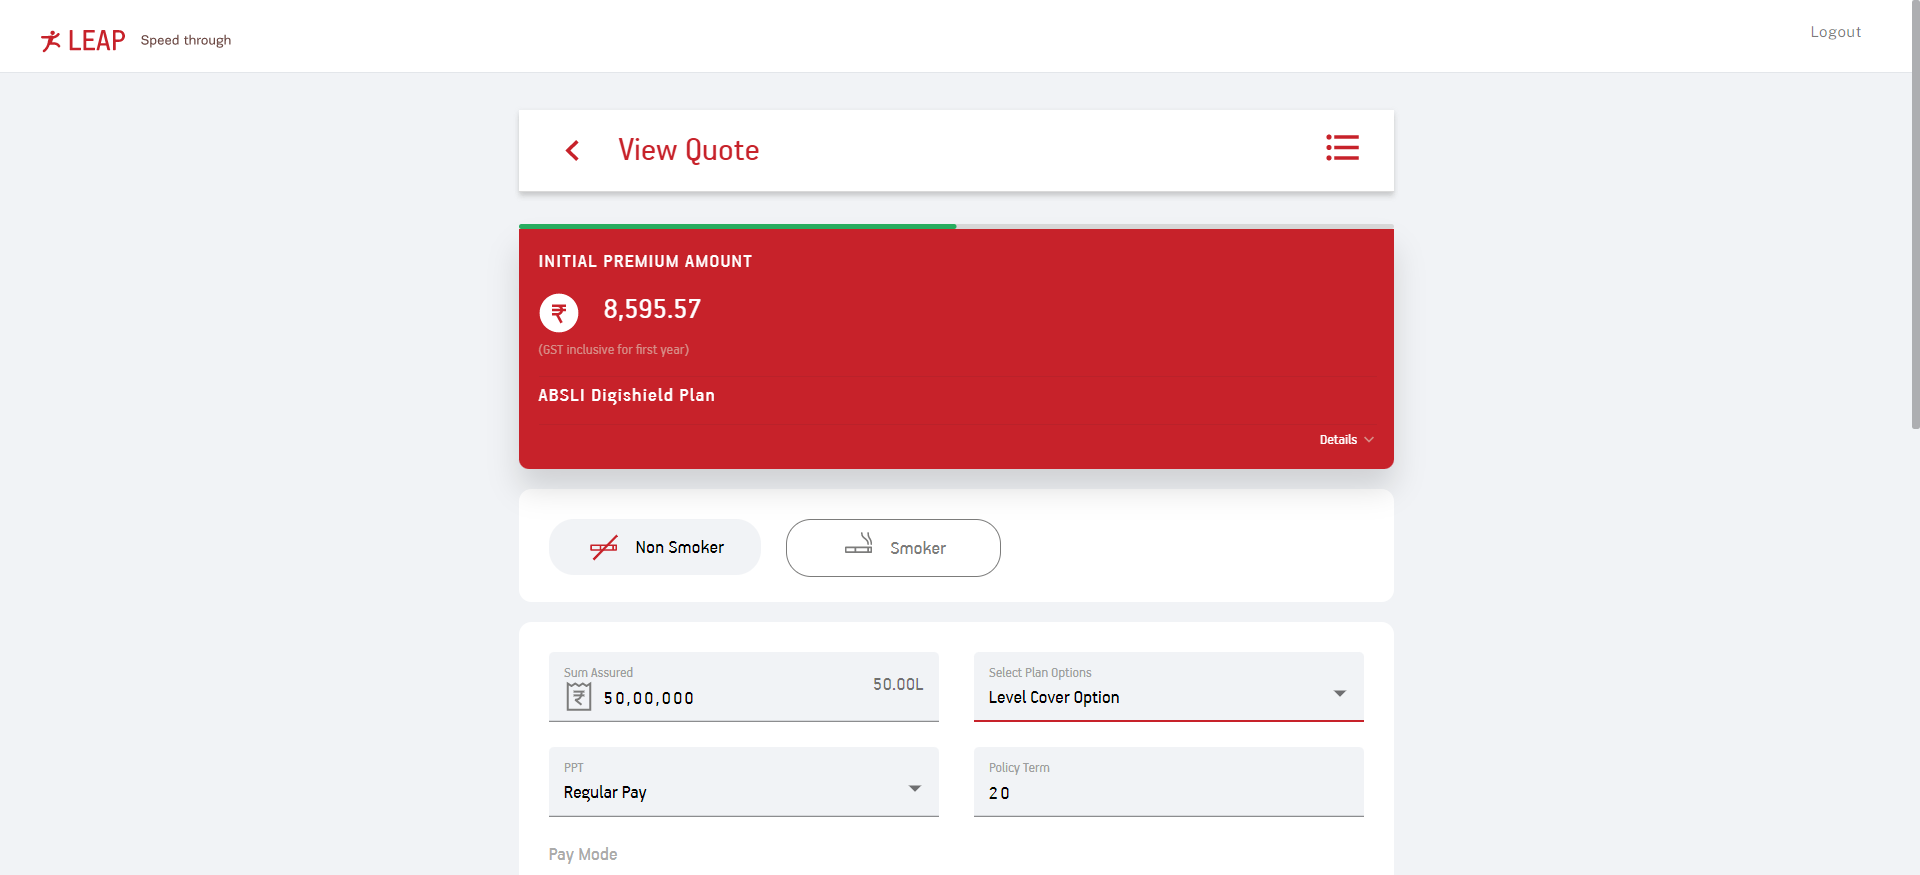 LEAP Speed through
Logout
View Quote
INITIAL PREMIUM AMOUNT
₹ 8,595.57
(GST inclusive for first year)
ABSLI Digishield Plan
Details
Non Smoker
Smoker
Sum Assured
₹ 50,00,000
50.00L
Select Plan Options
Level Cover Option
PPT
Regular Pay
Policy Term
20
Pay Mode